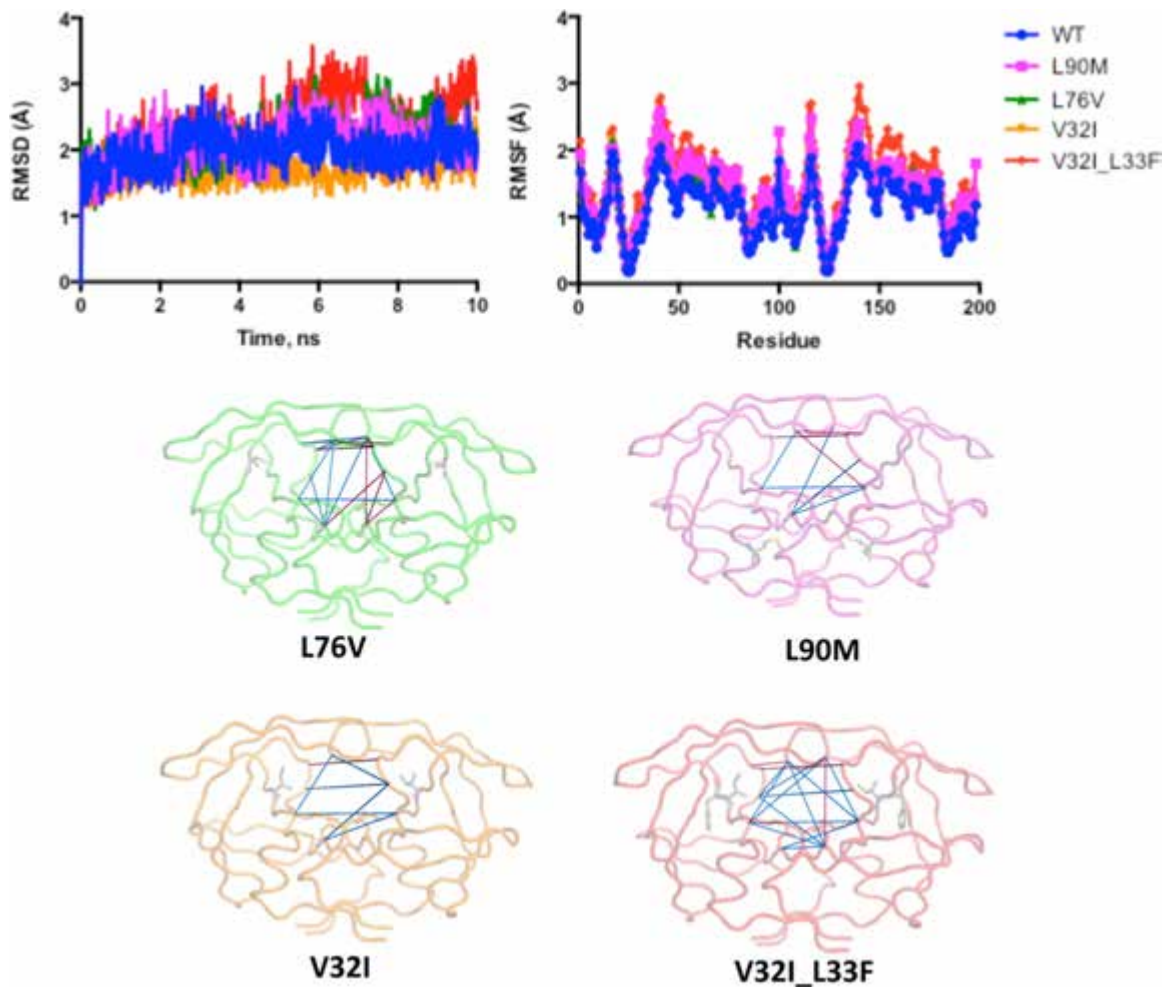 RMSD (Å)
4
3
2
1
0
0 2 4 6 8 10
Time, ns
RMSF (Å)
4
3
2
1
0
0 50 100 150 200
Residue
WT
L90M
L76V
V32I
V32I_L33F
L76V
L90M
V32I
V32I_L33F